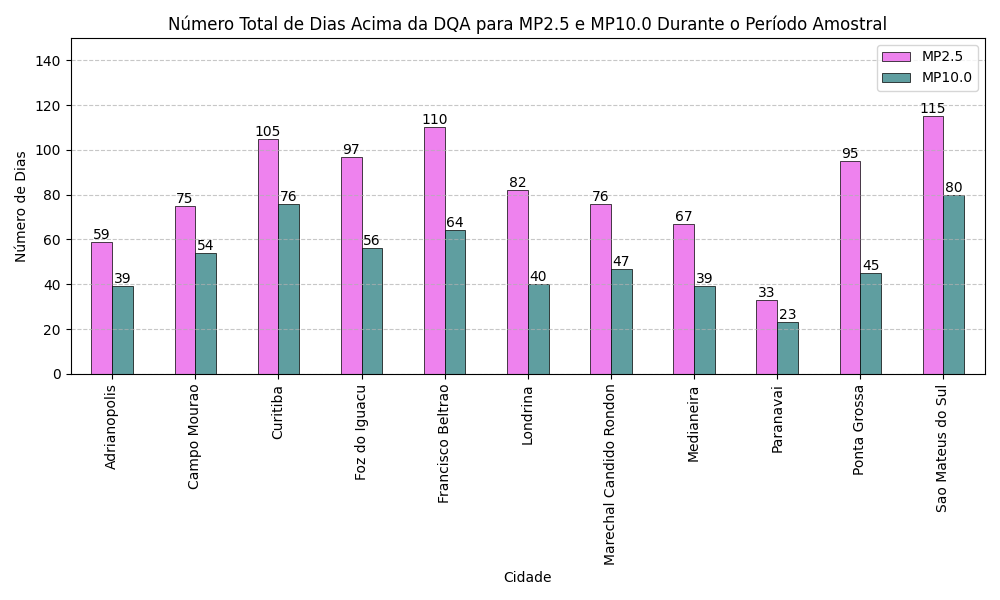 Número Total de Dias Acima da DQA para MP2.5 e MP10.0 Durante o Período Amostral
MP2.5
MP10.0
Número de Dias
140
120
100
80
60
40
20
0
59
39
75
54
105
76
97
56
110
64
82
40
76
47
67
39
33
23
95
45
115
80
Adrianopolis
Campo Mourao
Curitiba
Foz do Iguacu
Francisco Beltrao
Londrina
Marechal Candido Rondon
Medianeira
Paranavai
Ponta Grossa
Sao Mateus do Sul
Cidade